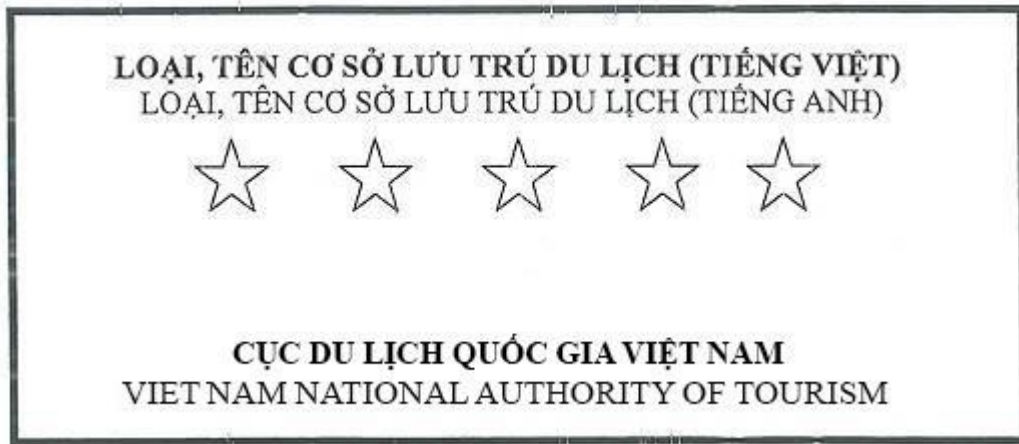 LOẠI, TÊN CƠ SỞ LƯU TRÚ DU LỊCH (TIẾNG VIỆT)
LOẠI, TÊN CƠ SỞ LƯU TRÚ DU LỊCH (TIẾNG ANH)
CỤC DU LỊCH QUỐC GIA VIỆT NAM
VIET NAM NATIONAL AUTHORITY OF TOURISM